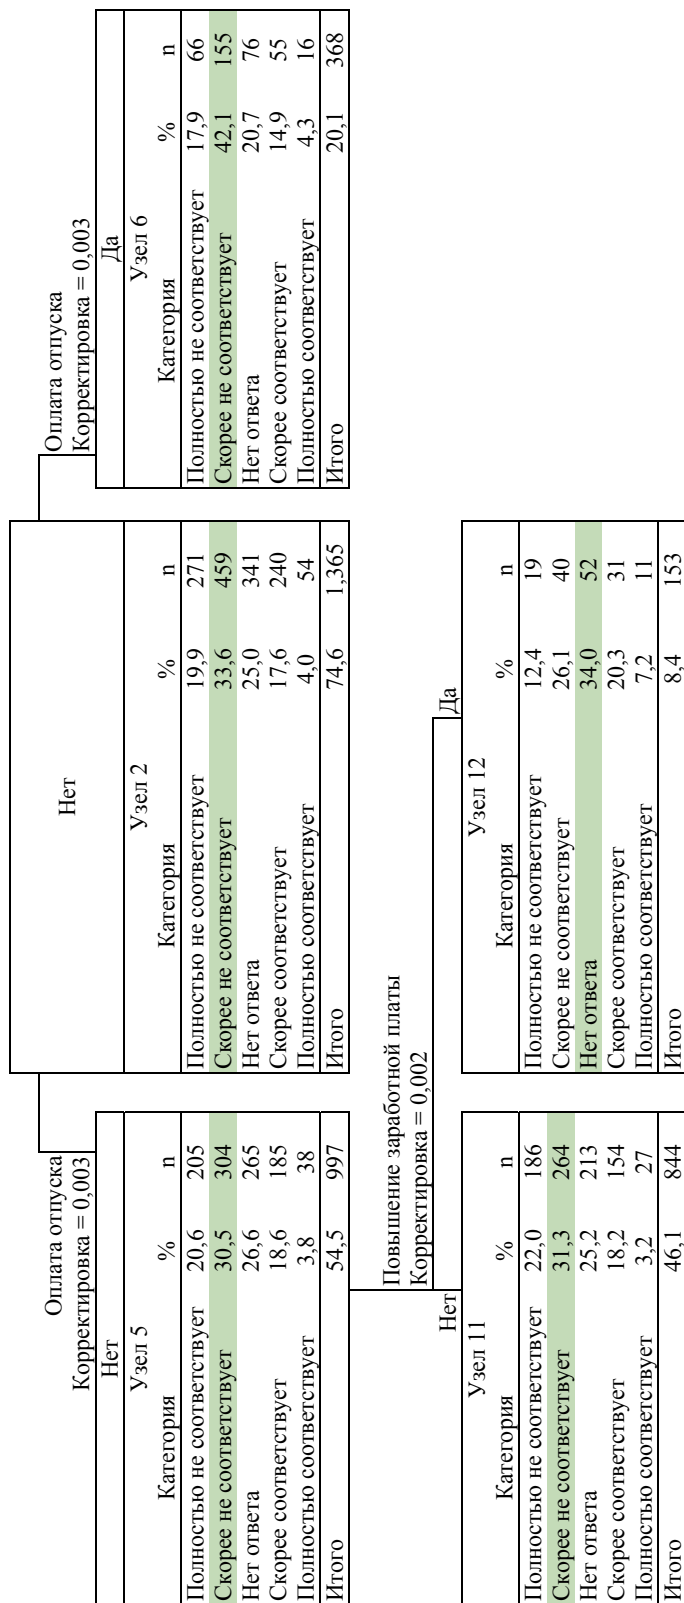 Нет
Узел 2
Категория % n
Полностью не соответствует 19,9 271
Скорее не соответствует 33,6 459
Нет ответа 25,0 341
Скорее соответствует 17,6 240
Полностью соответствует 4,0 54
Итого 74,6 1,365
Оплата отпуска
Корректировка = 0,003
Нет
Узел 5
Категория % n
Полностью не соответствует 20,6 205
Скорее не соответствует 30,5 304
Нет ответа 26,6 265
Скорее соответствует 18,6 185
Полностью соответствует 3,8 38
Итого 54,5 997
Оплата отпуска
Корректировка = 0,003
Да
Узел 6
Категория % n
Полностью не соответствует 17,9 66
Скорее не соответствует 42,1 155
Нет ответа 20,7 76
Скорее соответствует 14,9 55
Полностью соответствует 4,3 16
Итого 20,1 368
Повышение заработной платы
Корректировка = 0,002
Нет
Узел 11
Категория % n
Полностью не соответствует 22,0 186
Скорее не соответствует 31,3 264
Нет ответа 25,2 213
Скорее соответствует 18,2 154
Полностью соответствует 3,2 27
Итого 46,1 844
Да
Узел 12
Категория % n
Полностью не соответствует 12,4 19
Скорее не соответствует 26,1 40
Нет ответа 34,0 52
Скорее соответствует 20,3 31
Полностью соответствует 7,2 11
Итого 8,4 153